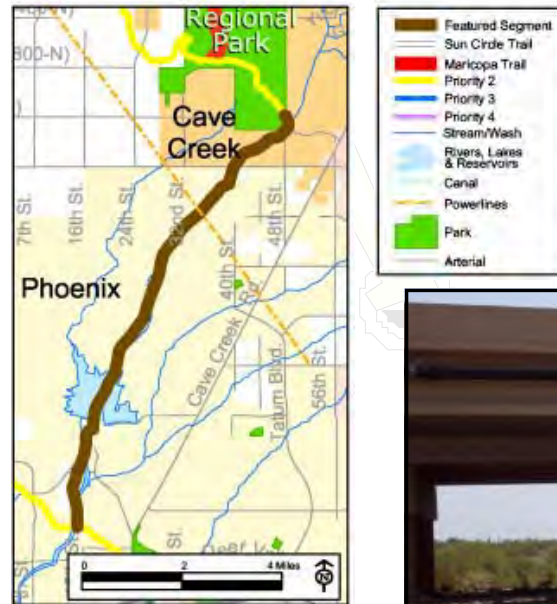 Regional
Park
800-N)
Cave
Creek
7th St.
16th St.
24th St.
32nd St.
40th St.
48th St.
56th St.
Cave Creek Rd.
Tatum Blvd.
Phoenix
St.
0 2 4 Miles
N
Featured Segment
Sun Circle Trail
Maricopa Trail
Priority 2
Priority 3
Priority 4
Stream/Wash
Rivers, Lakes
& Reservoirs
Canal
Powerlines
Park
Arterial